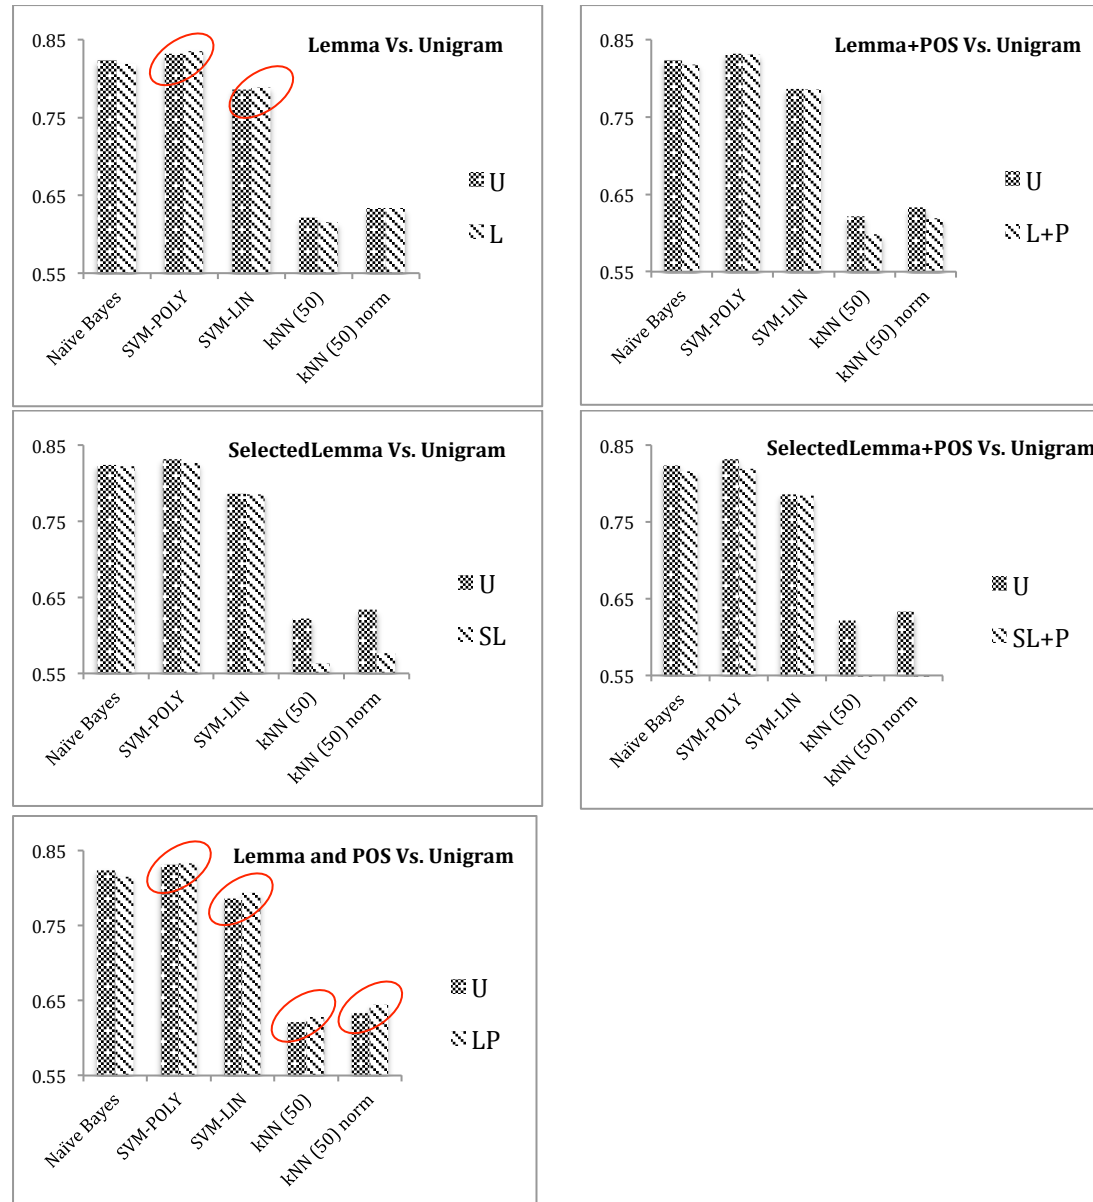 Lemma Vs. Unigram
0.85
0.75
0.65
0.55
U
L
Naïve Bayes
SVM-POLY
SVM-LIN
kNN (50)
kNN (50) norm
Lemma+POS Vs. Unigram
0.85
0.75
0.65
0.55
U
L+P
Naïve Bayes
SVM-POLY
SVM-LIN
kNN (50)
kNN (50) norm
SelectedLemma Vs. Unigram
0.85
0.75
0.65
0.55
U
SL
Naïve Bayes
SVM-POLY
SVM-LIN
kNN (50)
kNN (50) norm
SelectedLemma+POS Vs. Unigram
0.85
0.75
0.65
0.55
U
SL+P
Naïve Bayes
SVM-POLY
SVM-LIN
kNN (50)
kNN (50) norm
Lemma and POS Vs. Unigram
0.85
0.75
0.65
0.55
U
LP
Naïve Bayes
SVM-POLY
SVM-LIN
kNN (50)
kNN (50) norm